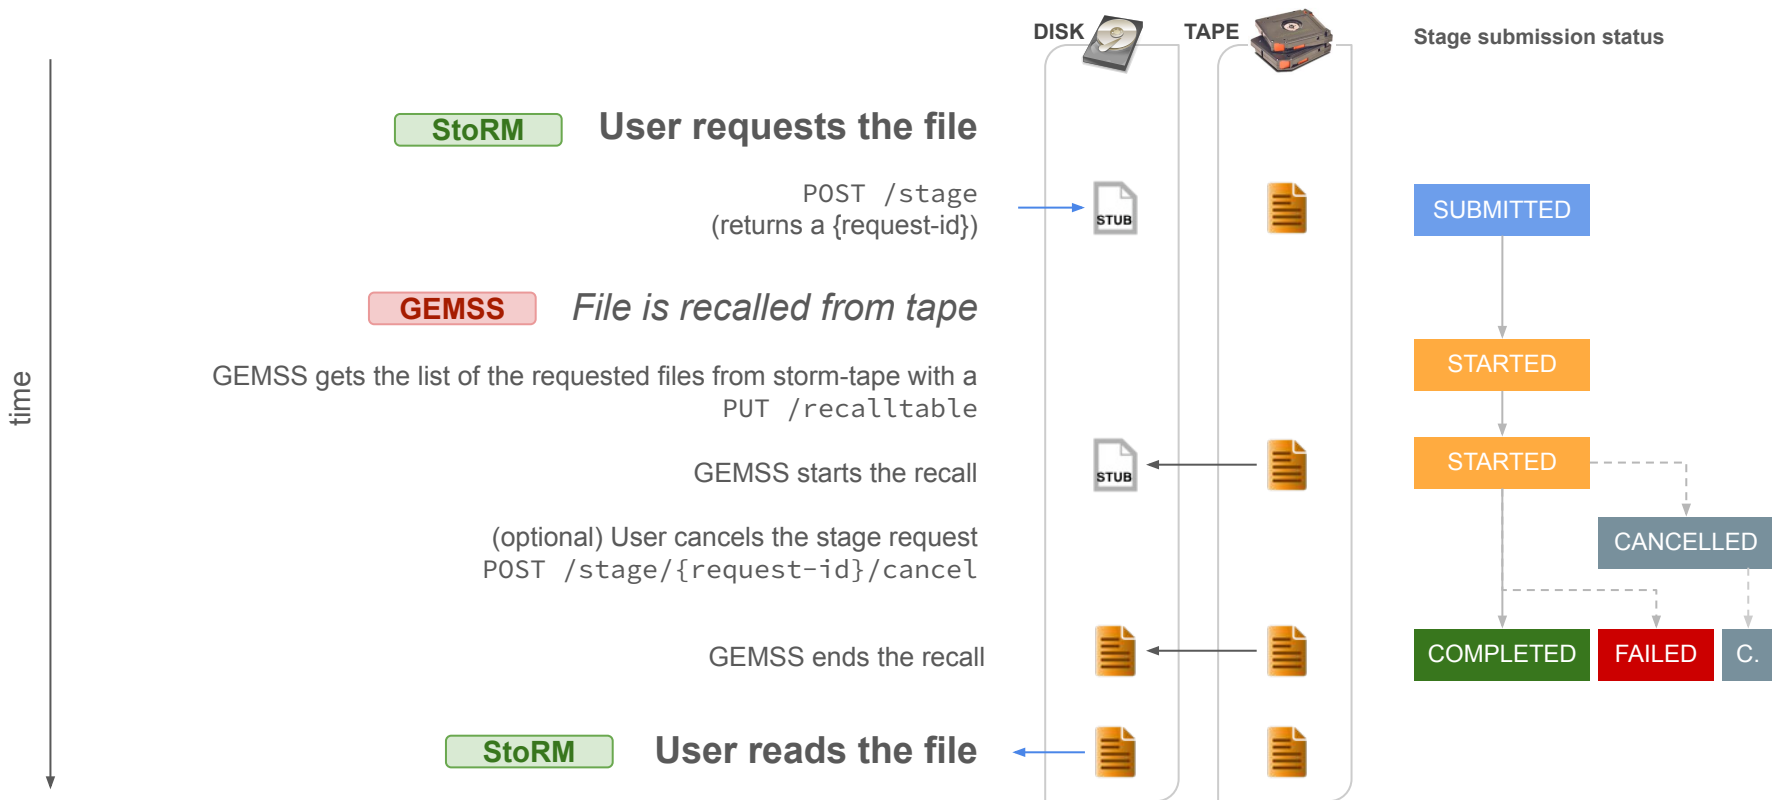 DISK
TAPE
Stage submission status
StoRM
User requests the file
POST /stage
(returns a {request-id})
STUB
SUBMITTED
GEMSS
File is recalled from tape
STARTED
GEMSS gets the list of the requested files from storm-tape with a
PUT /recalltable
time
GEMSS starts the recall
STUB
STARTED
(optional) User cancels the stage request
POST /stage/{request-id}/cancel
CANCELLED
GEMSS ends the recall
COMPLETED
FAILED
C.
StoRM
User reads the file